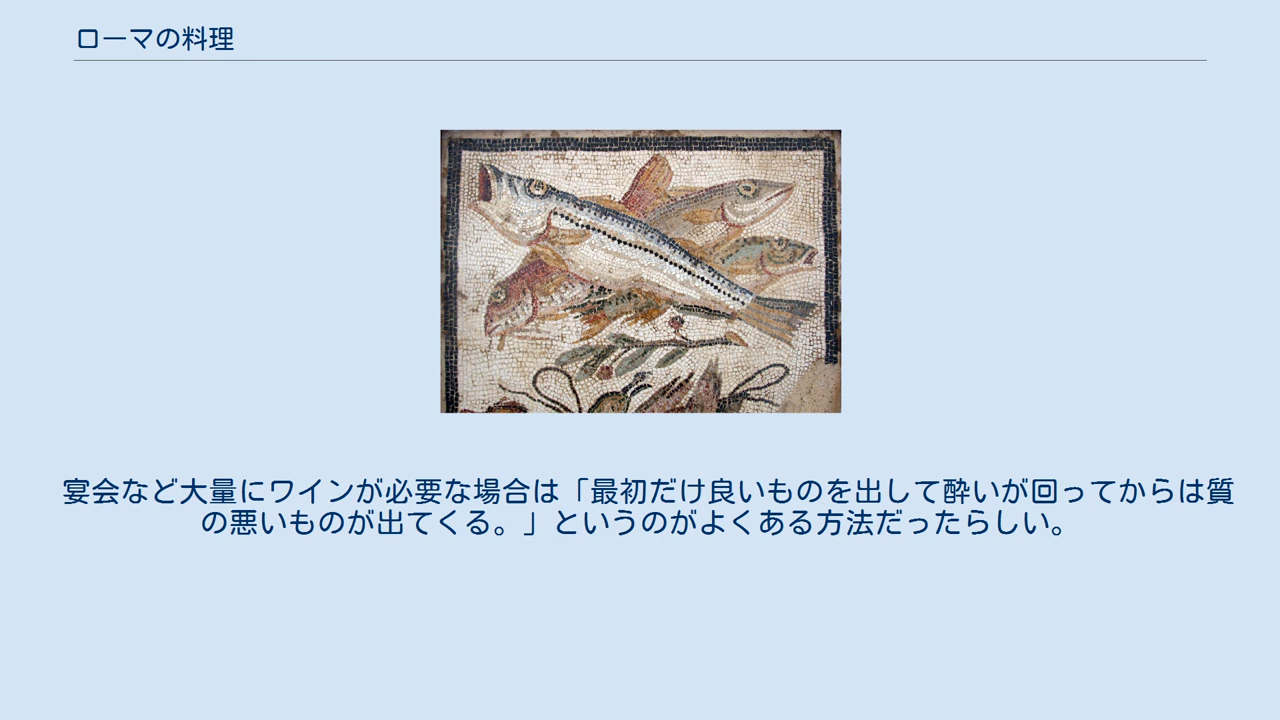 ローマの料理
宴会など大量にワインが必要な場合は「最初だけ良いものを出して酔いが回ってからは質
の悪いものが出てくる。」というのがよくある方法だったらしい。